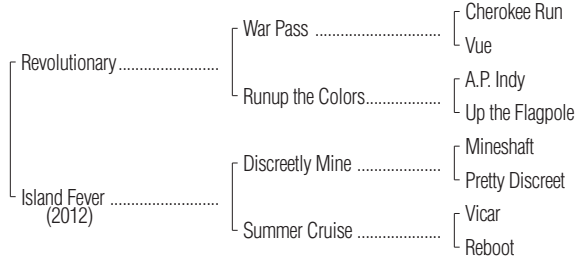 Cherokee Run
War Pass
Vue
Revolutionary
A.P. Indy
Runup the Colors
Up the Flagpole
Mineshaft
Discreetly Mine
Pretty Discreet
Island Fever
(2012)
Vicar
Summer Cruise
Reboot